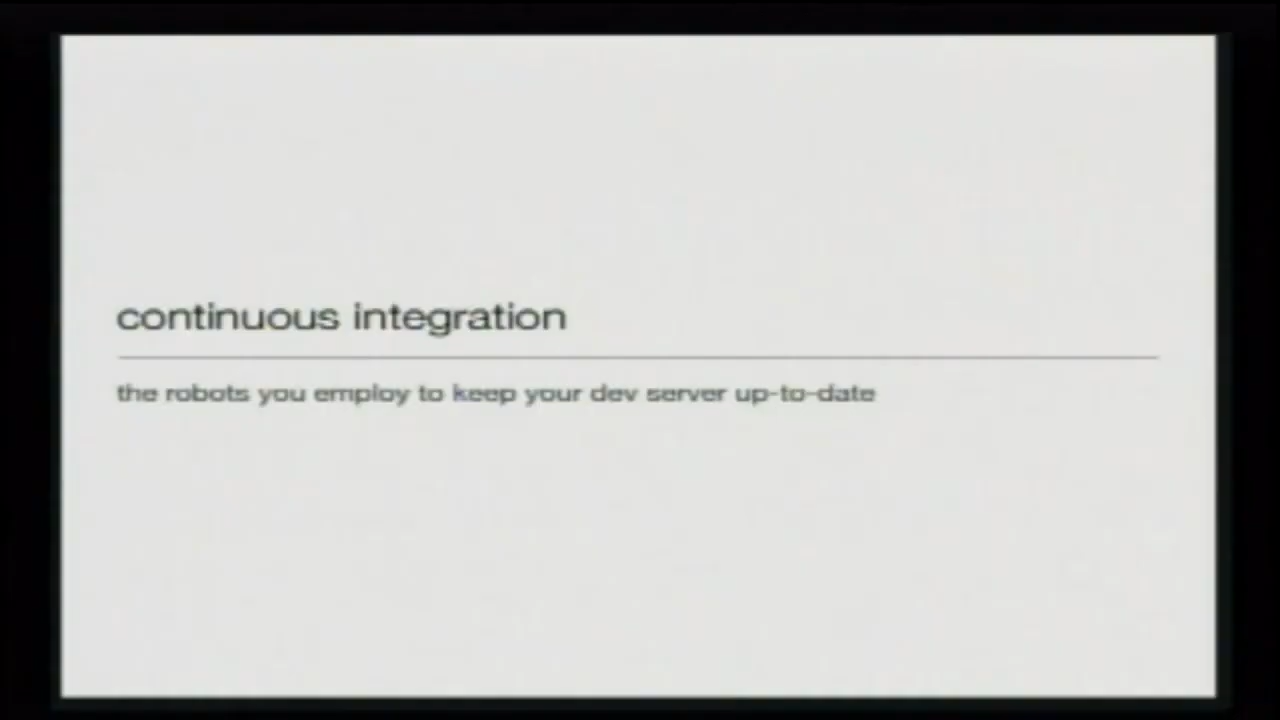 continuous integration
the robots you employ to keep your dev server up-to-date